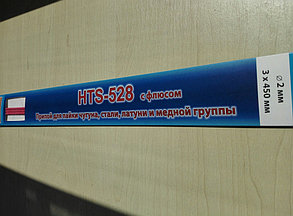 HTS-528 с флюсом
Припой для пайки чугуна, стали, латуни и медной группы
⌀ 2 мм
3 x 450 мм